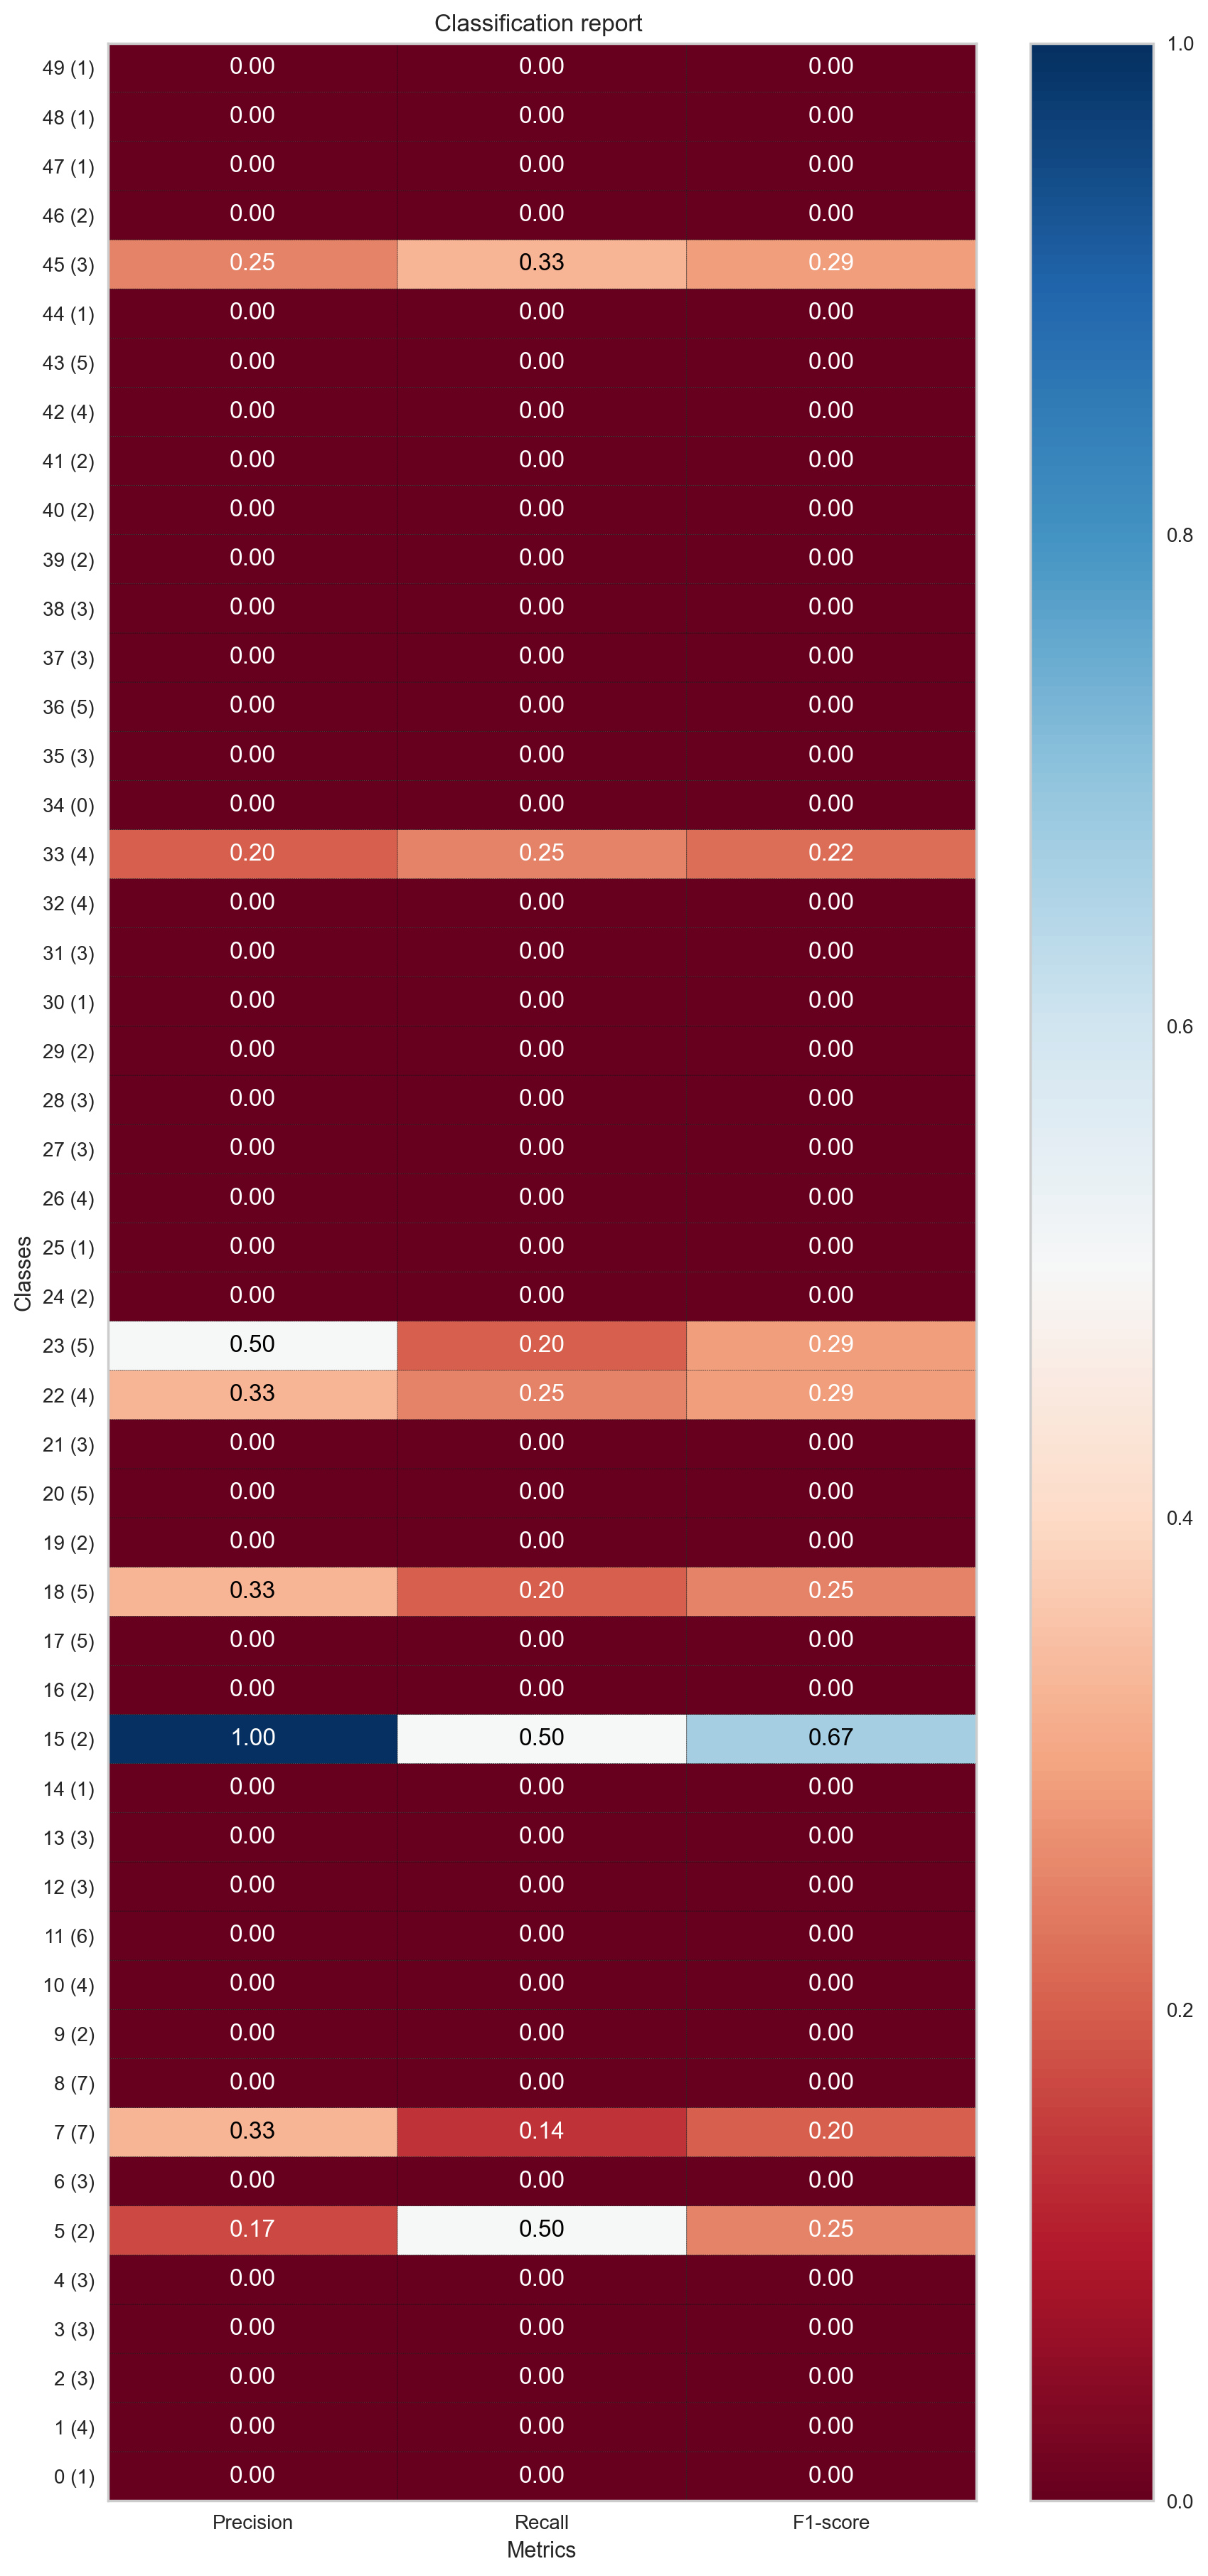 Classification report
49 (1) 0.00 0.00 0.00
48 (1) 0.00 0.00 0.00
47 (1) 0.00 0.00 0.00
46 (2) 0.00 0.00 0.00
45 (3) 0.25 0.33 0.29
44 (1) 0.00 0.00 0.00
43 (5) 0.00 0.00 0.00
42 (4) 0.00 0.00 0.00
41 (2) 0.00 0.00 0.00
40 (2) 0.00 0.00 0.00
39 (2) 0.00 0.00 0.00
38 (3) 0.00 0.00 0.00
37 (3) 0.00 0.00 0.00
36 (5) 0.00 0.00 0.00
35 (3) 0.00 0.00 0.00
34 (0) 0.00 0.00 0.00
33 (4) 0.20 0.25 0.22
32 (4) 0.00 0.00 0.00
31 (3) 0.00 0.00 0.00
30 (1) 0.00 0.00 0.00
29 (2) 0.00 0.00 0.00
28 (3) 0.00 0.00 0.00
27 (3) 0.00 0.00 0.00
26 (4) 0.00 0.00 0.00
25 (1) 0.00 0.00 0.00
24 (2) 0.00 0.00 0.00
23 (5) 0.50 0.20 0.29
22 (4) 0.33 0.25 0.29
21 (3) 0.00 0.00 0.00
20 (5) 0.00 0.00 0.00
19 (2) 0.00 0.00 0.00
18 (5) 0.33 0.20 0.25
17 (5) 0.00 0.00 0.00
16 (2) 0.00 0.00 0.00
15 (2) 1.00 0.50 0.67
14 (1) 0.00 0.00 0.00
13 (3) 0.00 0.00 0.00
12 (3) 0.00 0.00 0.00
11 (6) 0.00 0.00 0.00
10 (4) 0.00 0.00 0.00
9 (2) 0.00 0.00 0.00
8 (7) 0.00 0.00 0.00
7 (7) 0.33 0.14 0.20
6 (3) 0.00 0.00 0.00
5 (2) 0.17 0.50 0.25
4 (3) 0.00 0.00 0.00
3 (3) 0.00 0.00 0.00
2 (3) 0.00 0.00 0.00
1 (4) 0.00 0.00 0.00
0 (1) 0.00 0.00 0.00
Classes
Precision Recall F1-score
Metrics
1.0
0.8
0.6
0.4
0.2
0.0